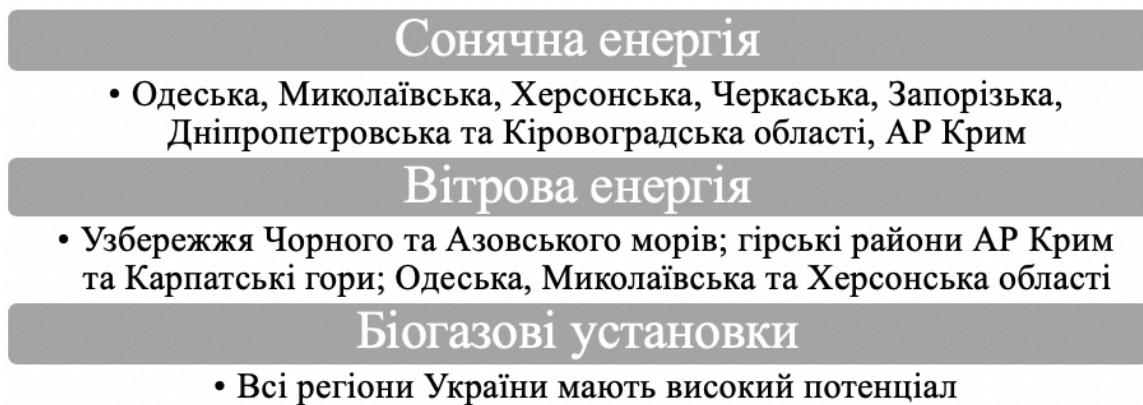 Сонячна енергія
• Одеська, Миколаївська, Херсонська, Черкаська, Запорізька,
Дніпропетровська та Кіровоградська області, АР Крим
Вітрова енергія
• Узбережжя Чорного та Азовського морів; гірські райони АР Крим
та Карпатські гори; Одеська, Миколаївська та Херсонська області
Біогазові установки
• Всі регіони України мають високий потенціал